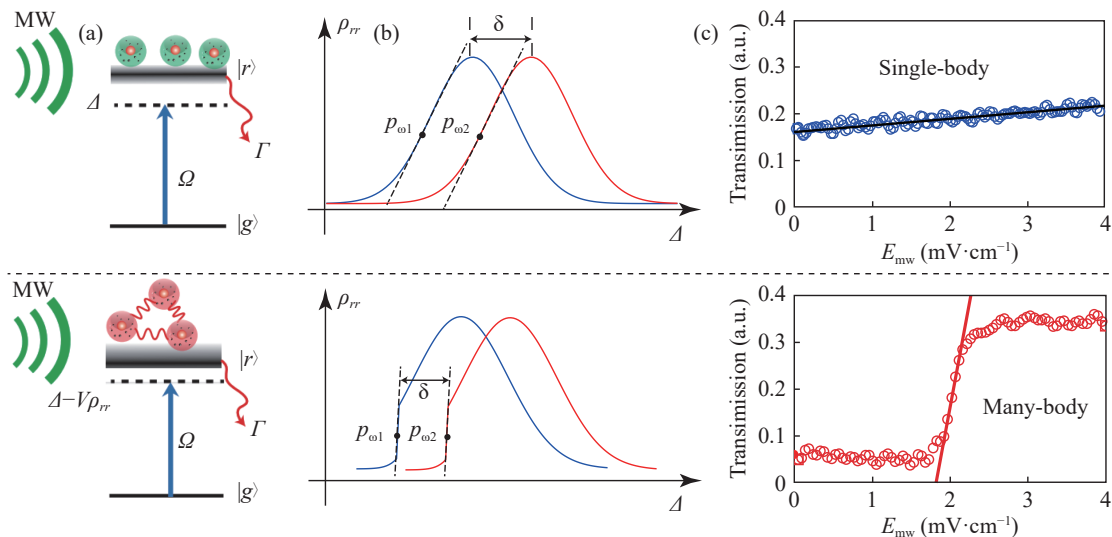 MW
(a)
|r⟩
Δ
Γ
Ω
|g⟩
(b)
ρrr
δ
pω1
pω2
Δ
(c)
Transimission (a.u.)
0.4
0.3
0.2
0.1
0
Single-body
0
1
2
3
4
Emw (mV·cm⁻¹)
MW
|r⟩
Δ−Vρrr
Γ
Ω
|g⟩
ρrr
δ
pω1
pω2
Δ
Transimission (a.u.)
0.4
0.3
0.2
0.1
0
Many-body
0
1
2
3
4
Emw (mV·cm⁻¹)